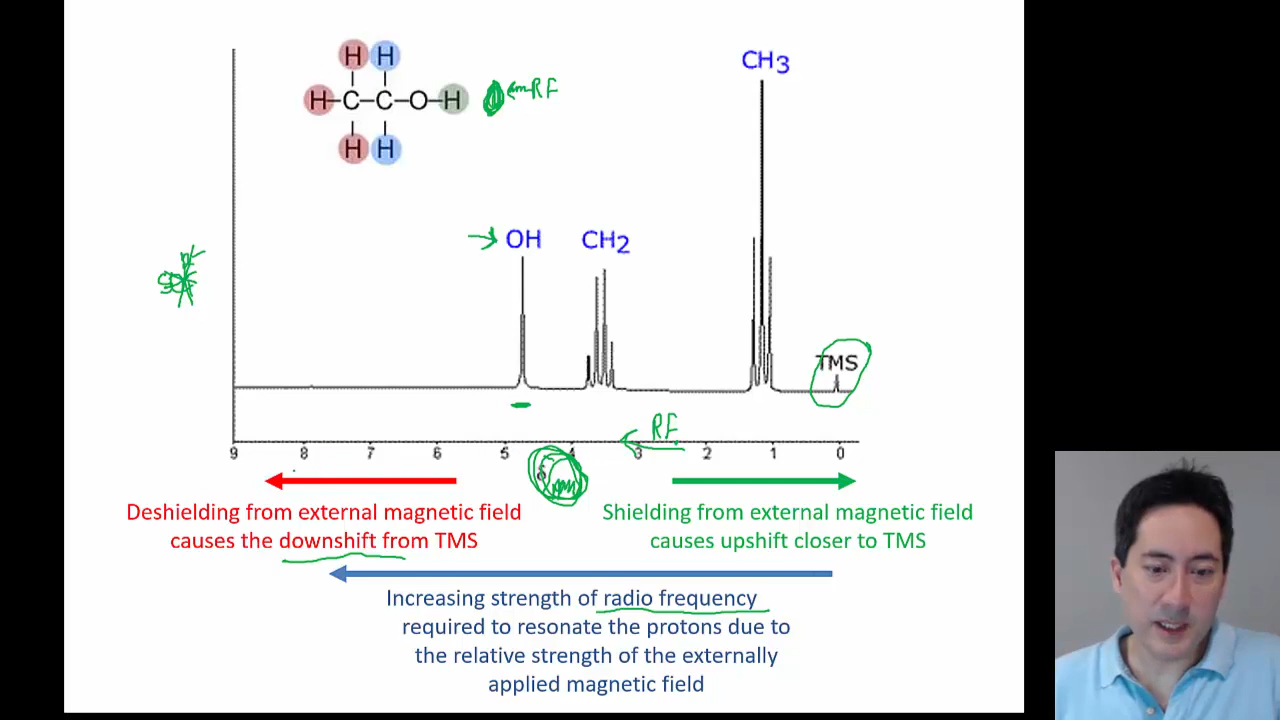 H H
CH3
H–C–C–O–H
RF
H H
OH
CH2
TMS
RF
9 8 7 6 5 4 3 2 1 0
δ
Deshielding from external magnetic field
causes the downshift from TMS
Shielding from external magnetic field
causes upshift closer to TMS
Increasing strength of radio frequency
required to resonate the protons due to
the relative strength of the externally
applied magnetic field